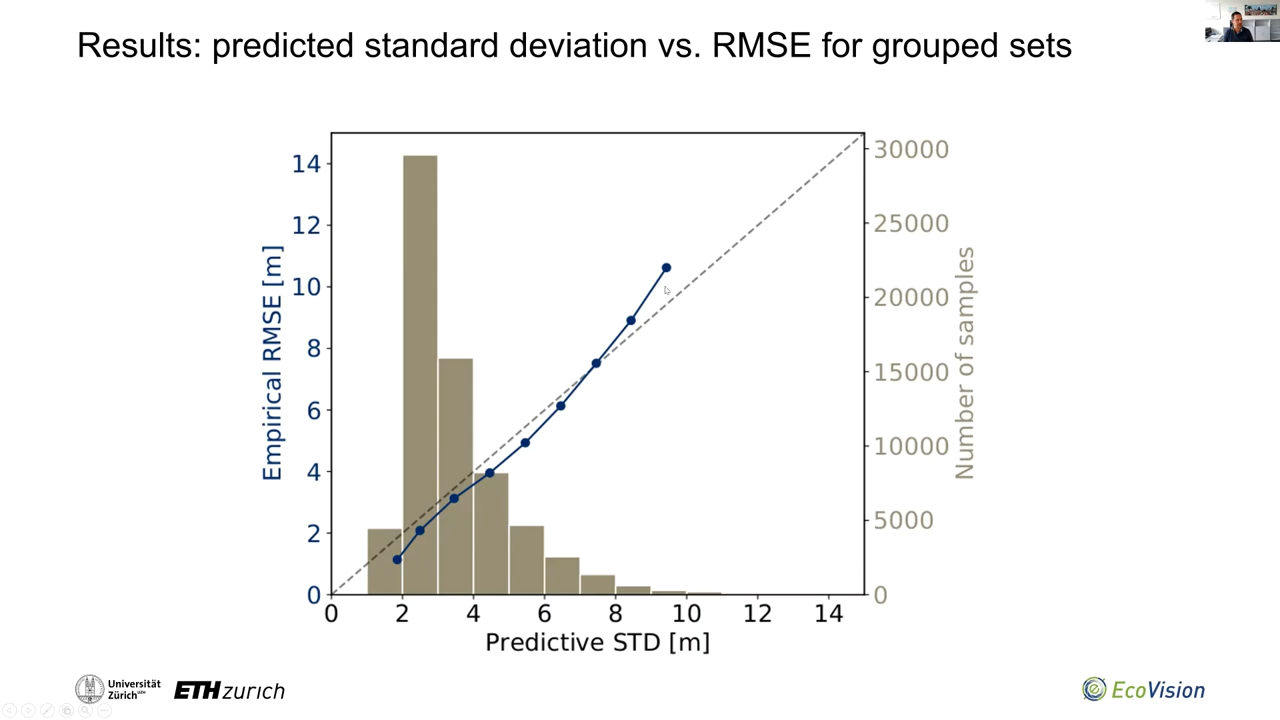 Results: predicted standard deviation vs. RMSE for grouped sets
Empirical RMSE [m]
14
12
10
8
6
4
2
0
0 2 4 6 8 10 12 14
Predictive STD [m]
30000
25000
20000
15000
10000
5000
0
Number of samples
Universität
Zürich UZH
ETH zürich
EcoVision